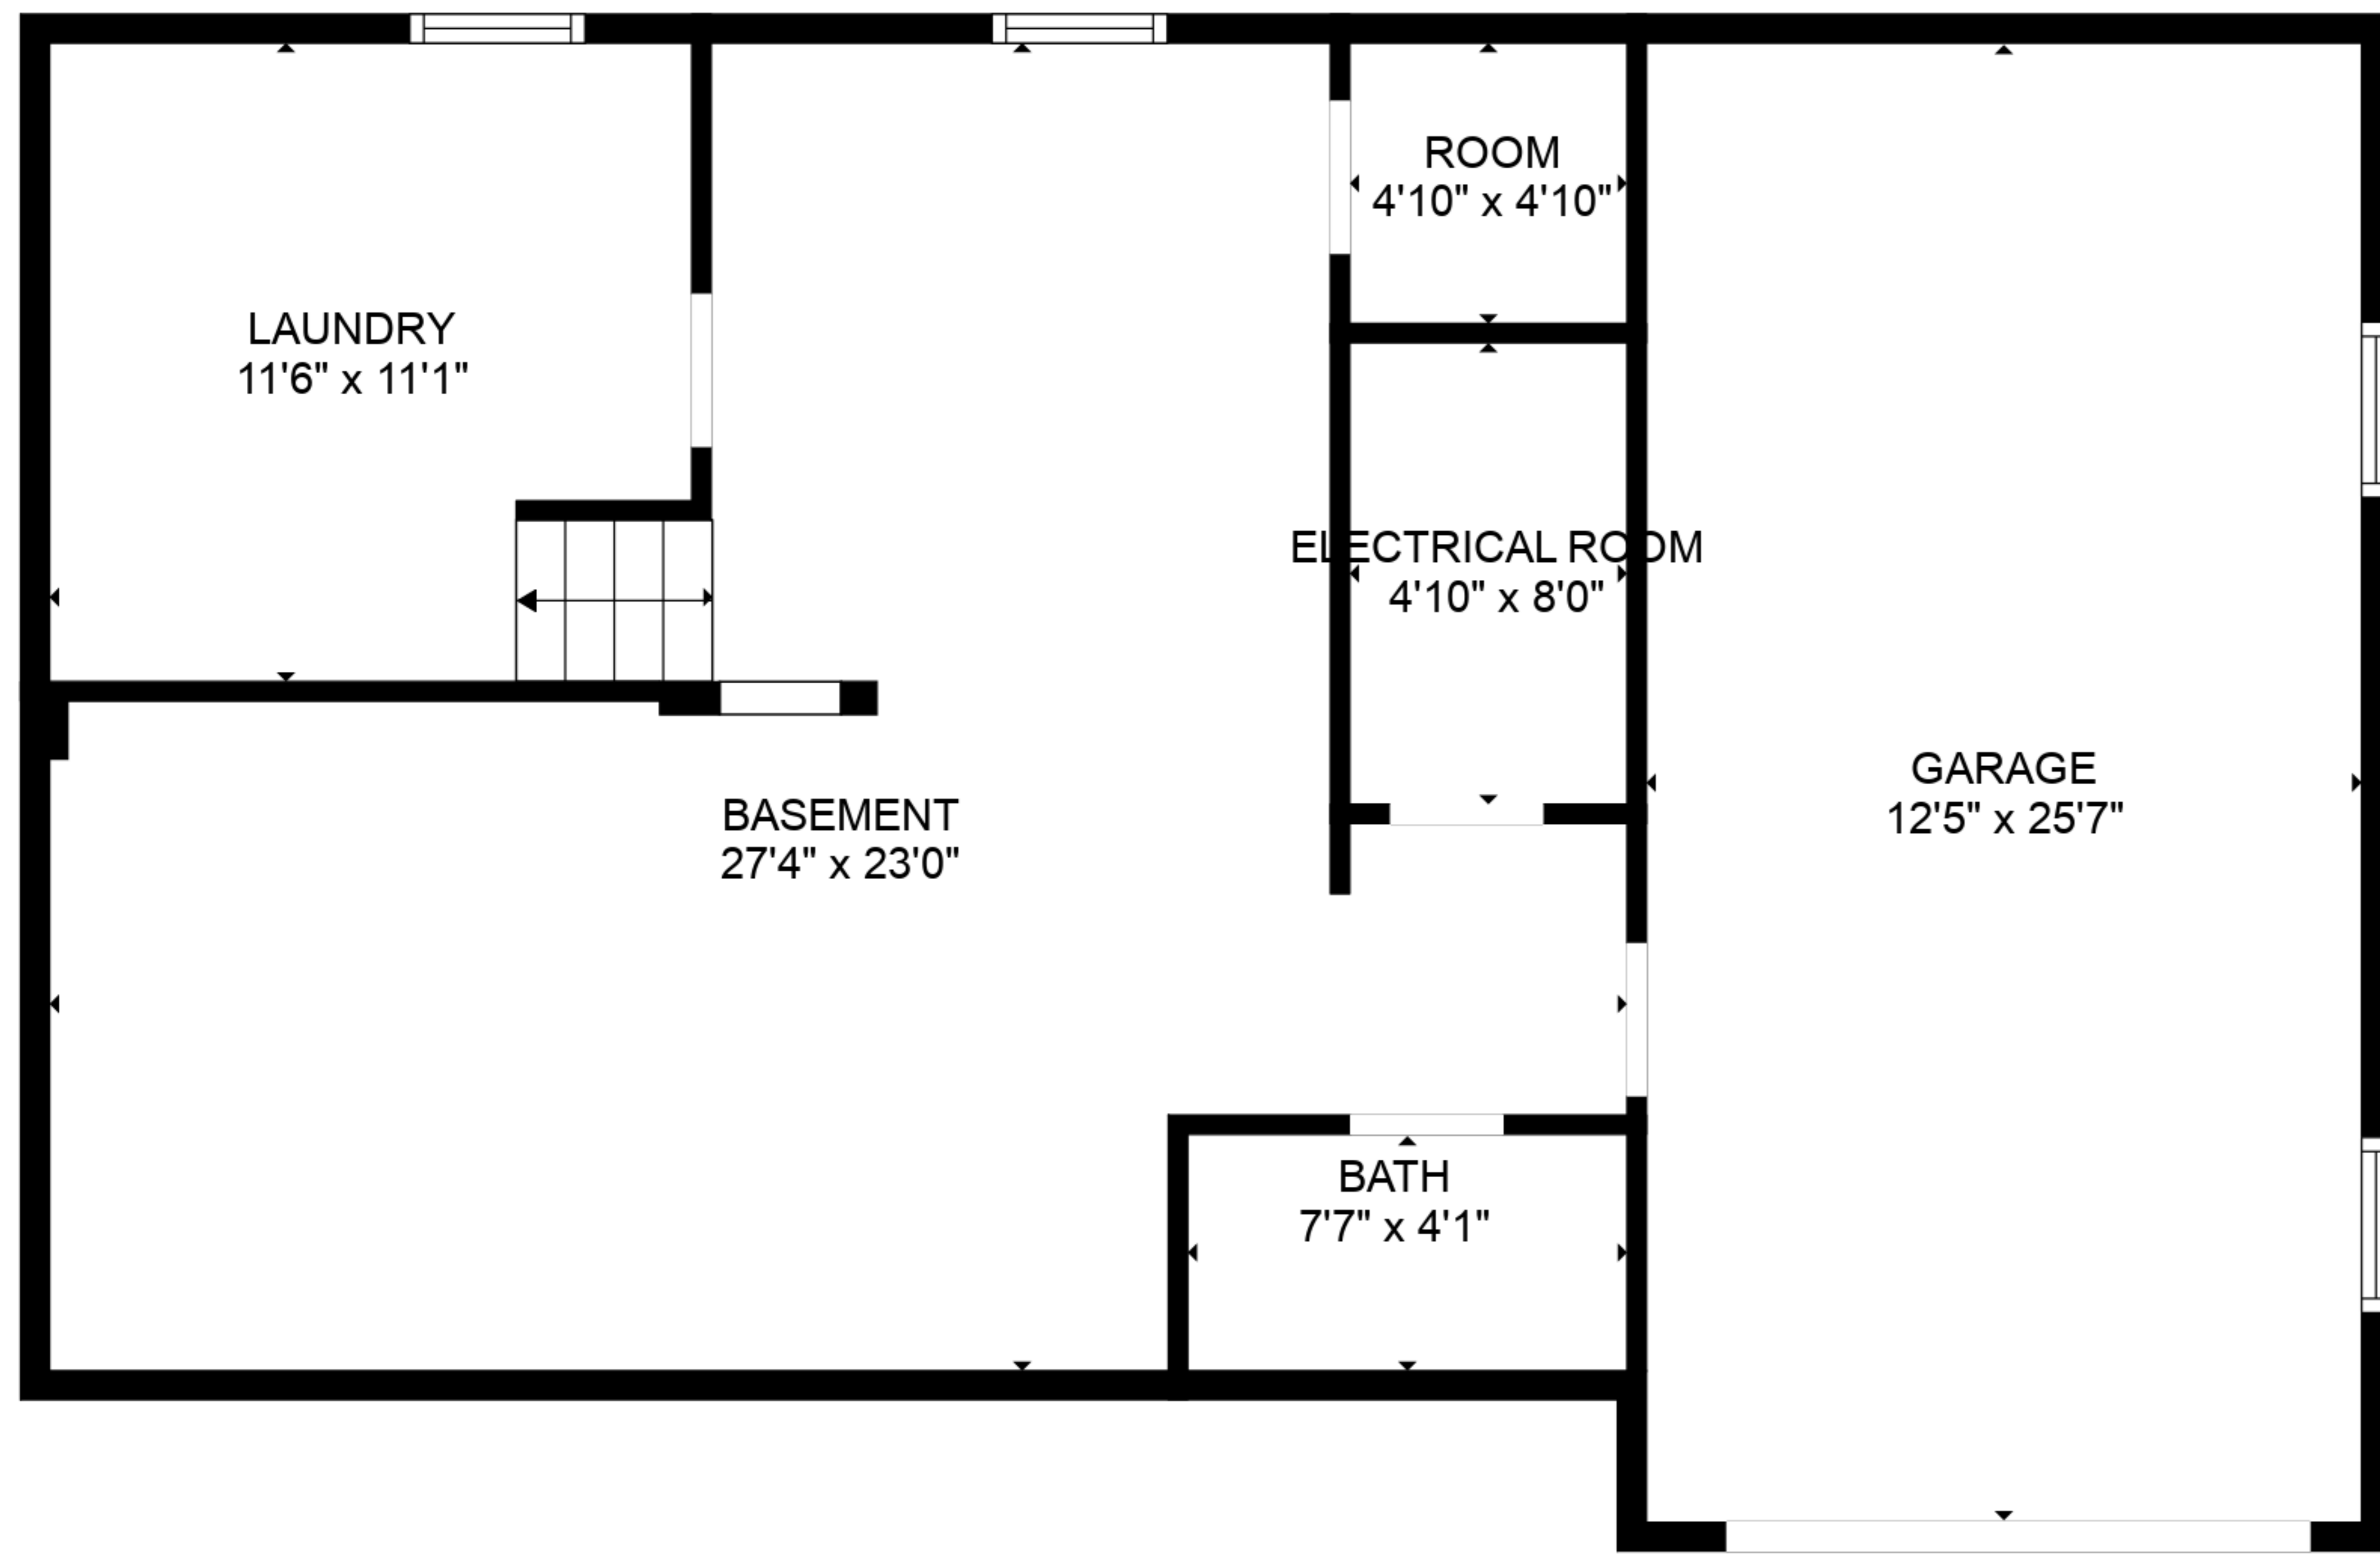 ROOM
4'10" x 4'10"
LAUNDRY
11'6" x 11'1"
ELECTRICAL ROOM
4'10" x 8'0"
GARAGE
12'5" x 25'7"
BASEMENT
27'4" x 23'0"
BATH
7'7" x 4'1"